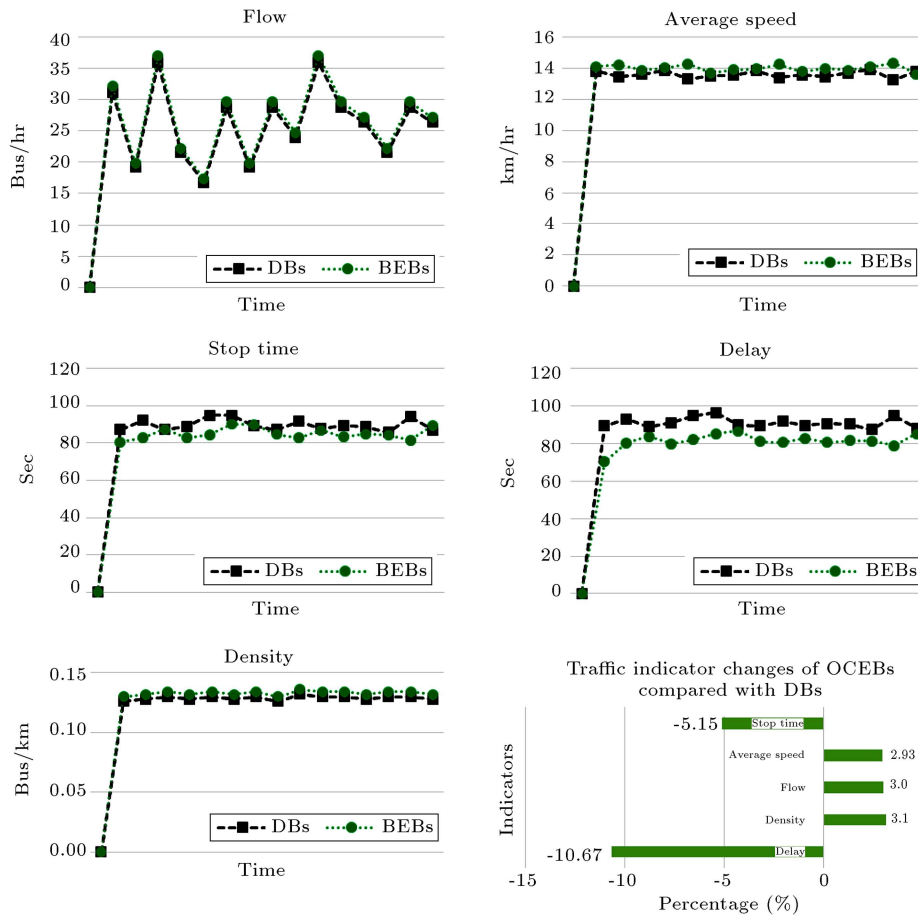 Flow
40
35
30
25
20
15
10
5
0
Bus/hr
DBs BEBs
Time
Average speed
16
14
12
10
8
6
4
2
0
km/hr
DBs BEBs
Time
Stop time
120
100
80
60
40
20
0
Sec
DBs BEBs
Time
Delay
120
100
80
60
40
20
0
Sec
DBs BEBs
Time
Density
0.15
0.10
0.05
0.00
Bus/km
DBs BEBs
Time
Traffic indicator changes of OCEBs
compared with DBs
Indicators
-5.15 Stop time
Average speed 2.93
Flow 3.0
Density 3.1
-10.67 Delay
-15 -10 -5 0
Percentage (%)